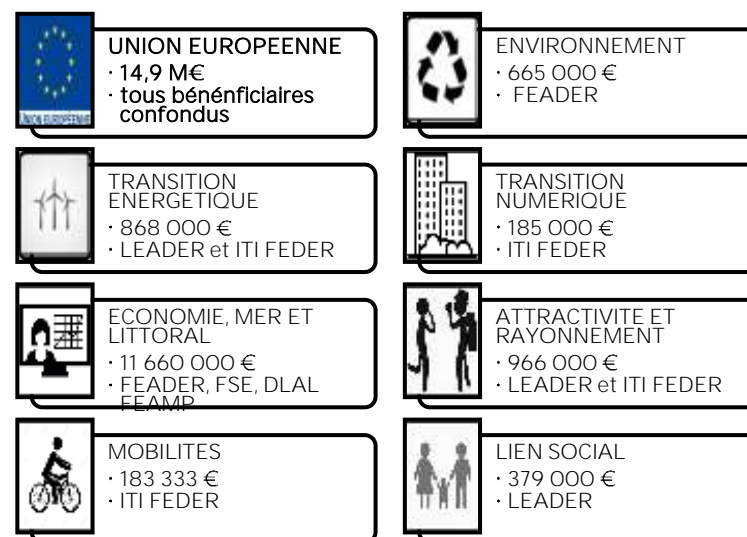 UNION EUROPEENNE
UNION EUROPEENNE
· 14,9 M€
· tous bénénficiaires
confondus
ENVIRONNEMENT
· 665 000 €
· FEADER
TRANSITION
ENERGETIQUE
· 868 000 €
· LEADER et ITI FEDER
TRANSITION
NUMERIQUE
· 185 000 €
· ITI FEDER
ECONOMIE, MER ET
LITTORAL
· 11 660 000 €
· FEADER, FSE, DLAL
FEAMP
ATTRACTIVITE ET
RAYONNEMENT
· 966 000 €
· LEADER et ITI FEDER
MOBILITES
· 183 333 €
· ITI FEDER
LIEN SOCIAL
· 379 000 €
· LEADER